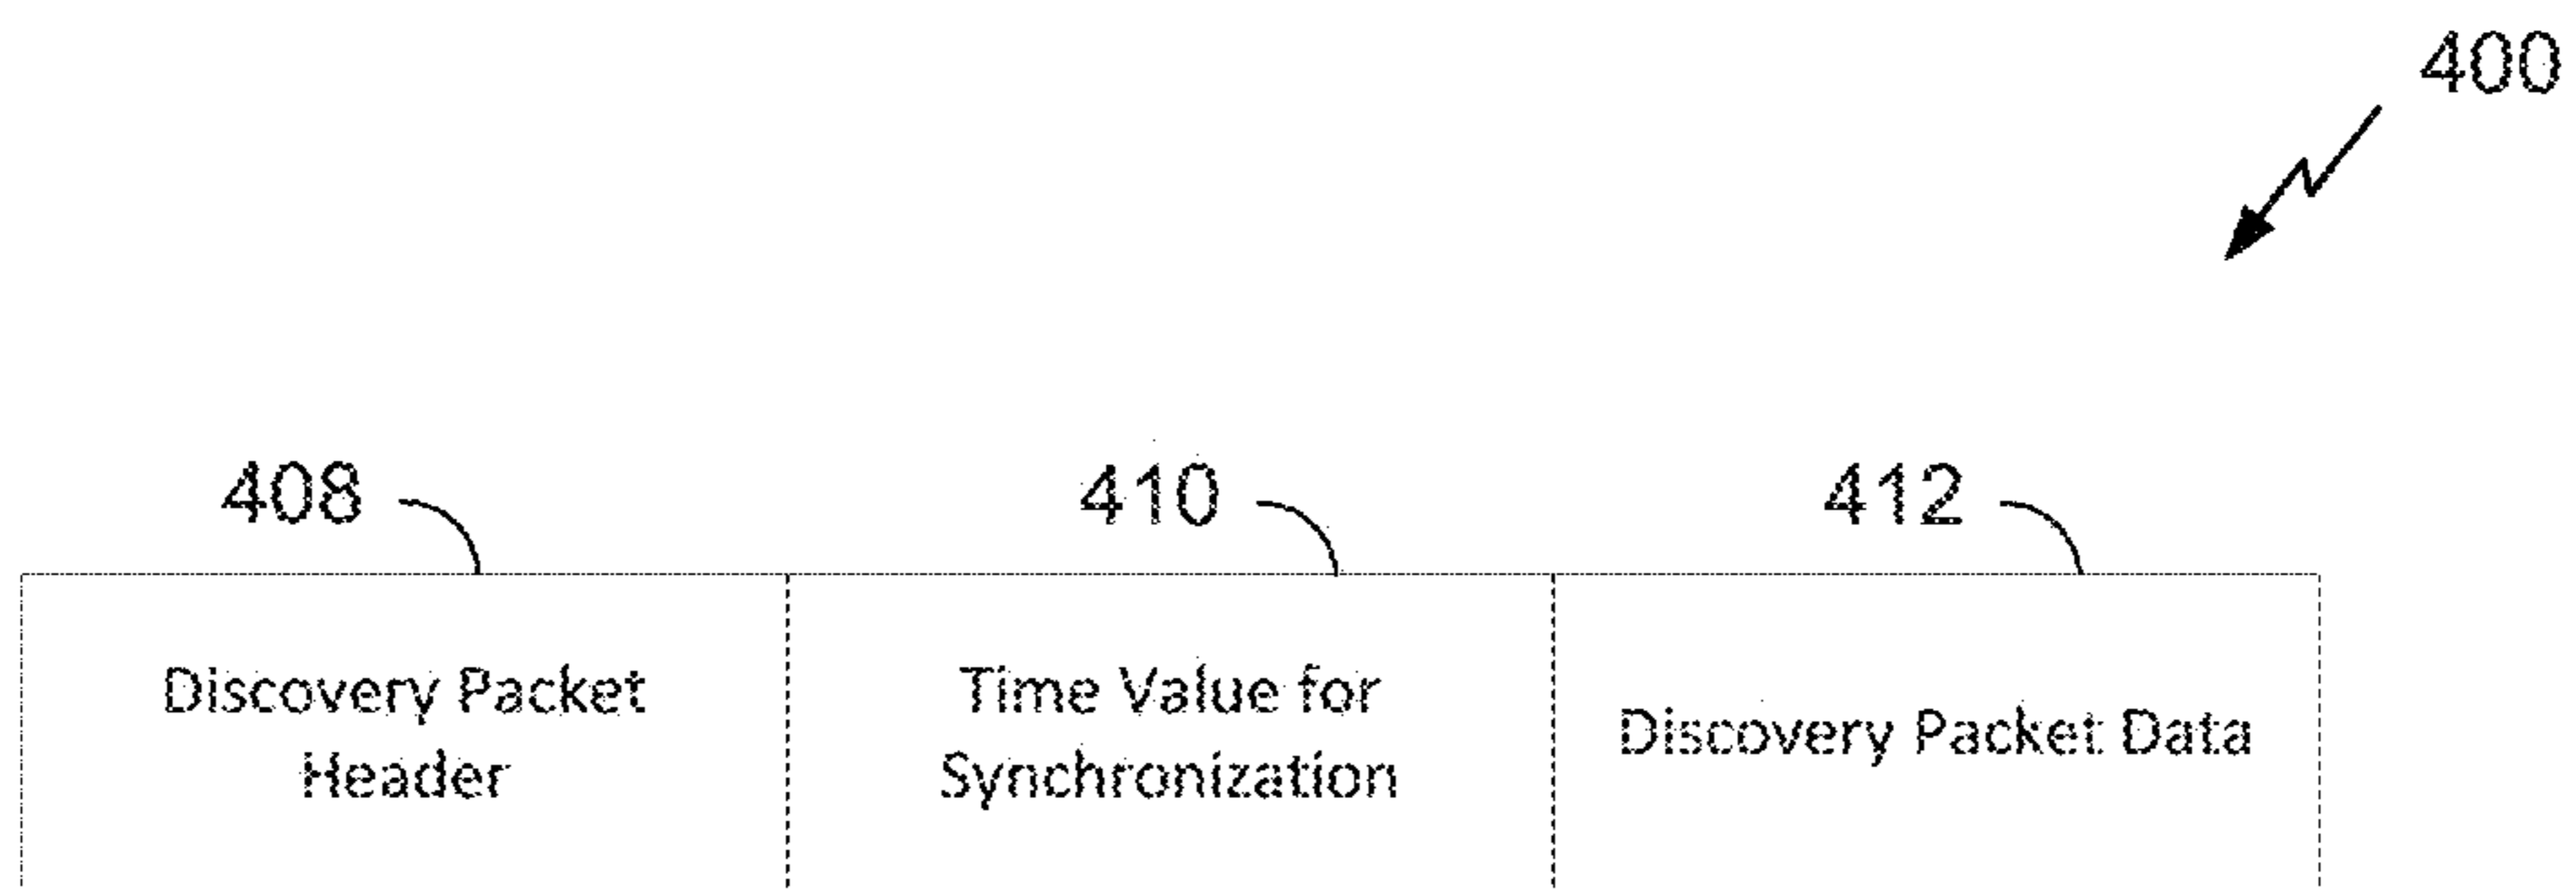 400
408
410
412
Discovery Packet
Header
Time Value for
Synchronization
Discovery Packet Data